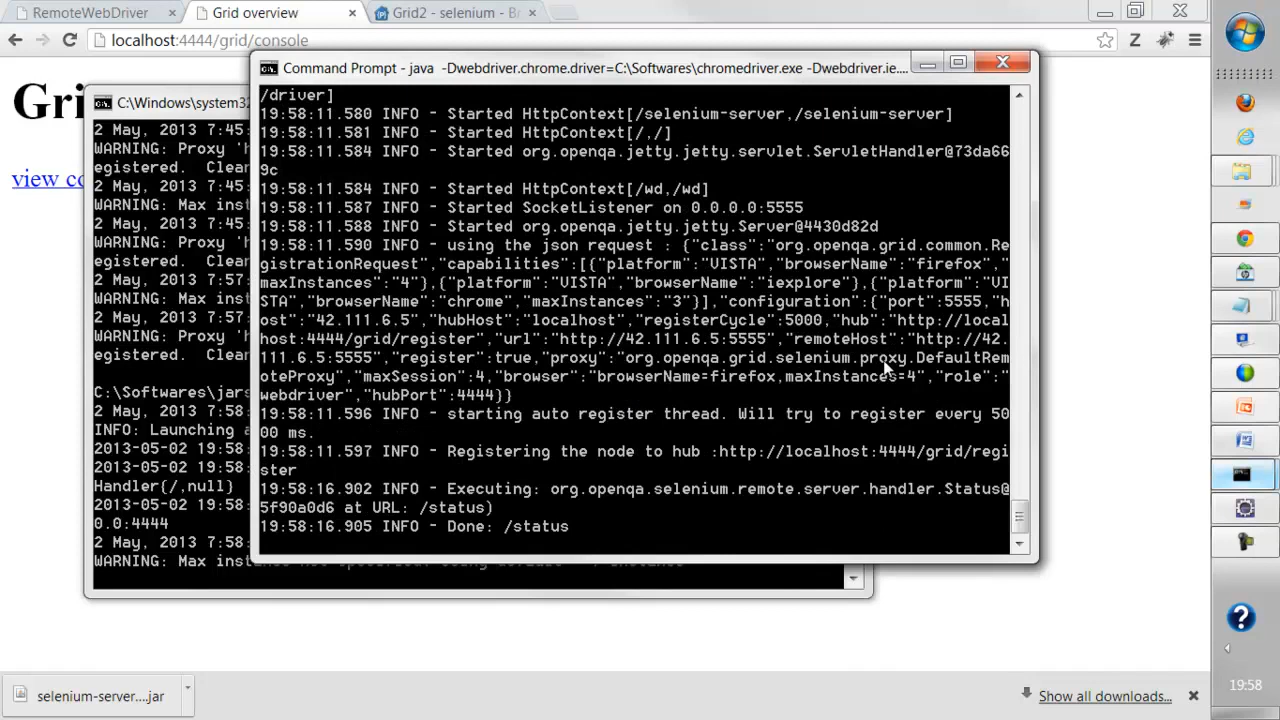 RemoteWebDriver
Grid overview
Grid2 - selenium - Br
localhost:4444/grid/console
Gri
view co
C:\Windows\system32
2 May, 2013 7:45
WARNING: Proxy 'h
egistered.  Clean
2 May, 2013 7:45
WARNING: Max inst
2 May, 2013 7:45
WARNING: Proxy 'h
egistered.  Clean
2 May, 2013 7:57
WARNING: Max inst
2 May, 2013 7:57
WARNING: Proxy 'h
C:\Softwares\jars
2 May, 2013 7:58
INFO: Launching a
2013-05-02 19:58:
2013-05-02 19:58:
Handler{/,null}
2013-05-02 19:58:
0.0:4444
2 May, 2013 7:58:
WARNING: Max instance not specified. Using default = 1 instance
Command Prompt - java  -Dwebdriver.chrome.driver=C:\Softwares\chromedriver.exe -Dwebdriver.ie....
/driver]
19:58:11.580 INFO - Started HttpContext[/selenium-server,/selenium-server]
19:58:11.581 INFO - Started HttpContext[/,/]
19:58:11.584 INFO - Started org.openqa.jetty.jetty.servlet.ServletHandler@73da66
9c
19:58:11.584 INFO - Started HttpContext[/wd,/wd]
19:58:11.587 INFO - Started SocketListener on 0.0.0.0:5555
19:58:11.588 INFO - Started org.openqa.jetty.jetty.Server@4430d82d
19:58:11.590 INFO - using the json request : {"class":"org.openqa.grid.common.Re
gistrationRequest","capabilities":[{"platform":"VISTA","browserName":"firefox","
maxInstances":"4"},{"platform":"VISTA","browserName":"iexplore"},{"platform":"VI
STA","browserName":"chrome","maxInstances":"3"}],"configuration":{"port":5555,"h
ost":"42.111.6.5","hubHost":"localhost","registerCycle":5000,"hub":"http://local
host:4444/grid/register","url":"http://42.111.6.5:5555","remoteHost":"http://42.
111.6.5:5555","register":true,"proxy":"org.openqa.grid.selenium.proxy.DefaultRem
oteProxy","maxSession":4,"browser":"browserName=firefox,maxInstances=4","role":"
webdriver","hubPort":4444}}
19:58:11.596 INFO - starting auto register thread. Will try to register every 50
00 ms.
19:58:11.597 INFO - Registering the node to hub :http://localhost:4444/grid/regi
ster
19:58:16.902 INFO - Executing: org.openqa.selenium.remote.server.handler.Status@
5f90a0d6 at URL: /status)
19:58:16.905 INFO - Done: /status
selenium-server....jar
Show all downloads...
19:58